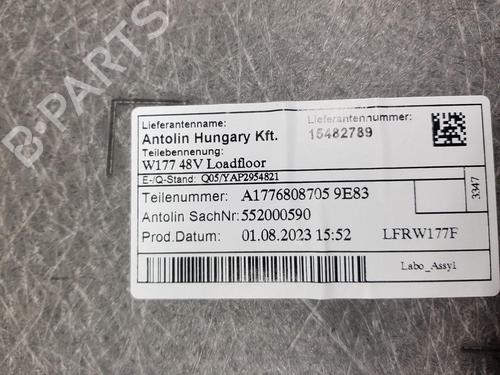 B-PARTS
Lieferantenname:
Antolin Hungary Kft.
Lieferantennummer:
15482789
Teilebennenung:
W177 48V Loadfloor
E-/Q-Stand: Q05/YAP2954821
Teilenummer: A1776808705 9E83
Antolin SachNr: 552000590
Prod.Datum: 01.08.2023 15:52
LFRW177F
3347
Labo_Assy1